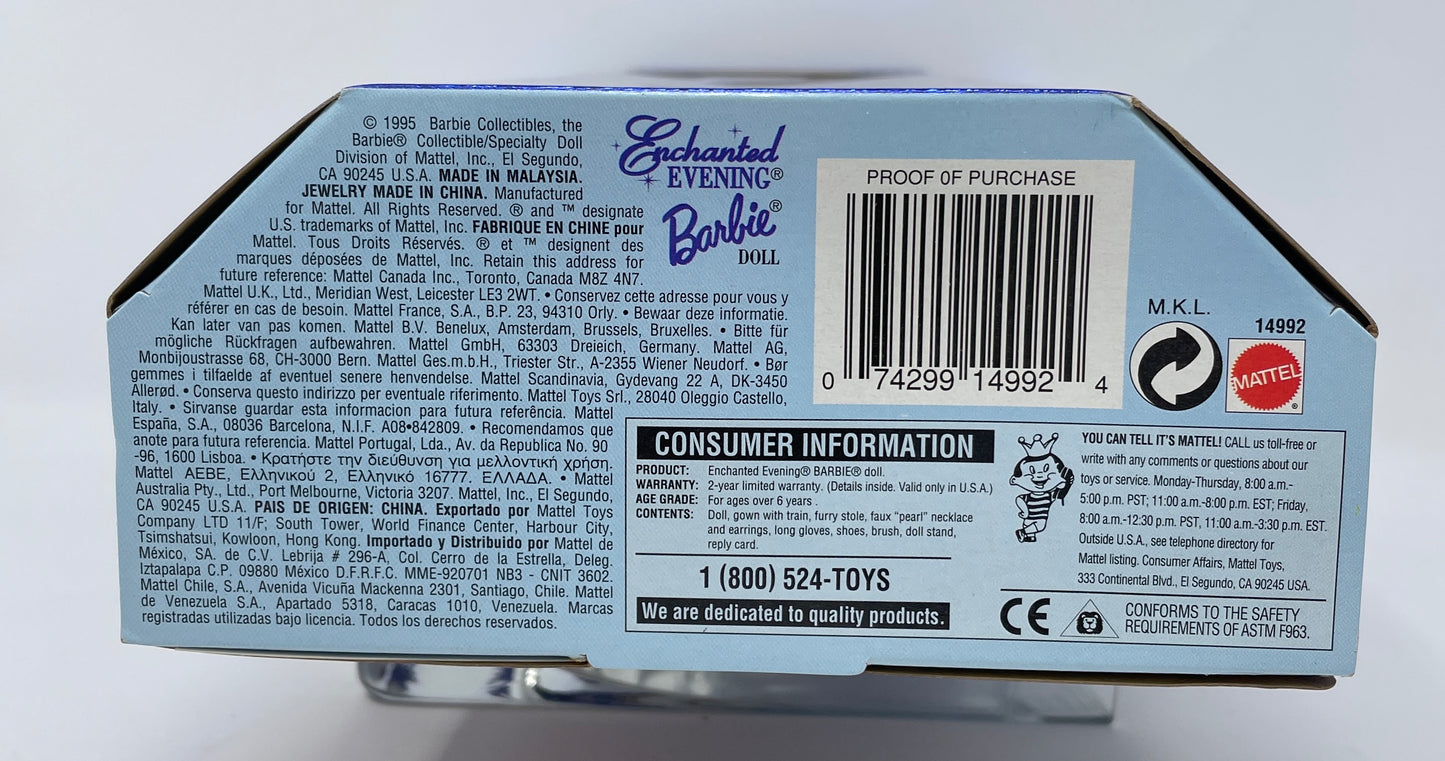 © 1995 Barbie Collectibles, the
Barbie® Collectible/Specialty Doll
Division of Mattel, Inc., El Segundo,
CA 90245 U.S.A. MADE IN MALAYSIA.
JEWELRY MADE IN CHINA. Manufactured
for Mattel. All Rights Reserved. ® and ™ designate
U.S. trademarks of Mattel, Inc. FABRIQUE EN CHINE pour
Mattel. Tous Droits Réservés. ® et ™ designent des
marques déposées de Mattel, Inc. Retain this address for
future reference: Mattel Canada Inc., Toronto, Canada M8Z 4N7.
Mattel U.K., Ltd., Meridian West, Leicester LE3 2WT. • Conservez cette adresse pour vous y
référer en cas de besoin. Mattel France, S.A., B.P. 23, 94310 Orly. • Bewaar deze informatie.
Kan later van pas komen. Mattel B.V. Benelux, Amsterdam, Brussels, Bruxelles. • Bitte für
mögliche Rückfragen aufbewahren. Mattel GmbH, 63303 Dreieich, Germany. Mattel AG,
Monbijoustrasse 68, CH-3000 Bern. Mattel Ges.m.b.H., Triester Str., A-2355 Wiener Neudorf. • Bør
gemmes i tilfaelde af eventuel senere henvendelse. Mattel Scandinavia, Gydevang 22 A, DK-3450
Allerød. • Conserva questo indirizzo per eventuale riferimento. Mattel Toys Srl., 28040 Oleggio Castello,
Italy. • Sirvanse guardar esta informacion para futura referência. Mattel
España, S.A., 08036 Barcelona, N.I.F. A08•842809. • Recomendamos que
anote para futura referencia. Mattel Portugal, Lda., Av. da Republica No. 90
-96, 1600 Lisboa. • Κρατήστε την διεύθυνση για μελλοντική χρήση.
Mattel AEBE, Ελληνικού 2, Ελληνικό 16777. ΕΛΛΑΔΑ. • Mattel
Australia Pty., Ltd., Port Melbourne, Victoria 3207. Mattel, Inc., El Segundo,
CA 90245 U.S.A. PAIS DE ORIGEN: CHINA. Exportado por Mattel Toys
Company LTD 11/F; South Tower, World Finance Center, Harbour City,
Tsimshatsui, Kowloon, Hong Kong. Importado y Distribuido por Mattel de
México, SA. de C.V. Lebrija # 296-A, Col. Cerro de la Estrella, Deleg.
Iztapalapa C.P. 09880 México D.F.R.F.C. MME-920701 NB3 - CNIT 3602.
Mattel Chile, S.A., Avenida Vicuña Mackenna 2301, Santiago, Chile. Mattel
de Venezuela S.A., Apartado 5318, Caracas 1010, Venezuela. Marcas
registradas utilizadas bajo licencia. Todos los derechos reservados.
Enchanted
EVENING®
Barbie®
DOLL
PROOF OF PURCHASE
0 74299 14992 4
M.K.L.
14992
MATTEL®
CONSUMER INFORMATION
PRODUCT: Enchanted Evening® BARBIE® doll.
WARRANTY: 2-year limited warranty. (Details inside. Valid only in U.S.A.)
AGE GRADE: For ages over 6 years .
CONTENTS: Doll, gown with train, furry stole, faux "pearl" necklace
and earrings, long gloves, shoes, brush, doll stand,
reply card.
1 (800) 524-TOYS
We are dedicated to quality products.
YOU CAN TELL IT'S MATTEL! CALL us toll-free or
write with any comments or questions about our
toys or service. Monday-Thursday, 8:00 a.m.-
5:00 p.m. PST; 11:00 a.m.-8:00 p.m. EST; Friday,
8:00 a.m.-12:30 p.m. PST, 11:00 a.m.-3:30 p.m. EST.
Outside U.S.A., see telephone directory for
Mattel listing. Consumer Affairs, Mattel Toys,
333 Continental Blvd., El Segundo, CA 90245 USA.
CE
CONFORMS TO THE SAFETY
REQUIREMENTS OF ASTM F963.